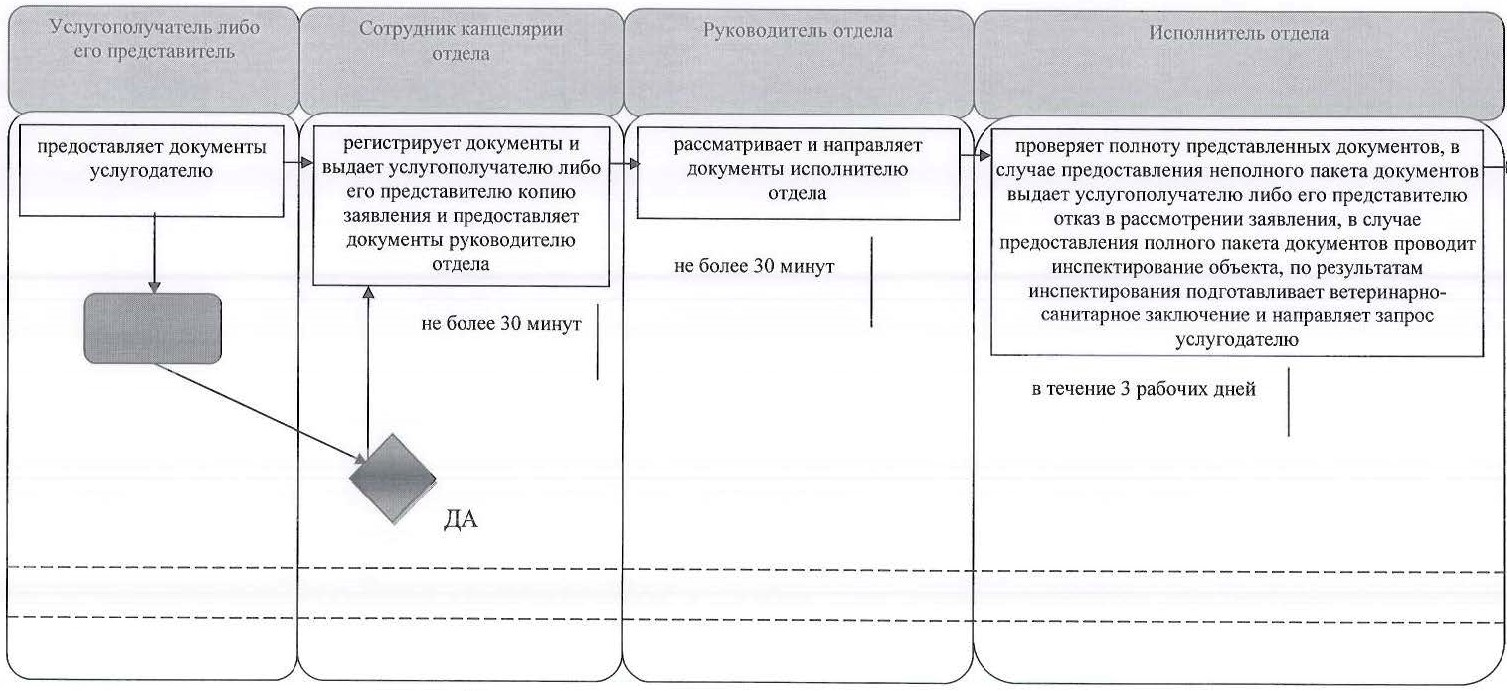 Услугополучатель либо
его представитель
Сотрудник канцелярии
отдела
Руководитель отдела
Исполнитель отдела
предоставляет документы
услугодателю
регистрирует документы и
выдает услугополучателю либо
его представителю копию
заявления и предоставляет
документы руководителю
отдела
не более 30 минут
рассматривает и направляет
документы исполнителю
отдела
не более 30 минут
проверяет полноту представленных документов, в
случае предоставления неполного пакета документов
выдает услугополучателю либо его представителю
отказ в рассмотрении заявления, в случае
предоставления полного пакета документов проводит
инспектирование объекта, по результатам
инспектирования подготавливает ветеринарно-
санитарное заключение и направляет запрос
услугодателю
в течение 3 рабочих дней
ДА